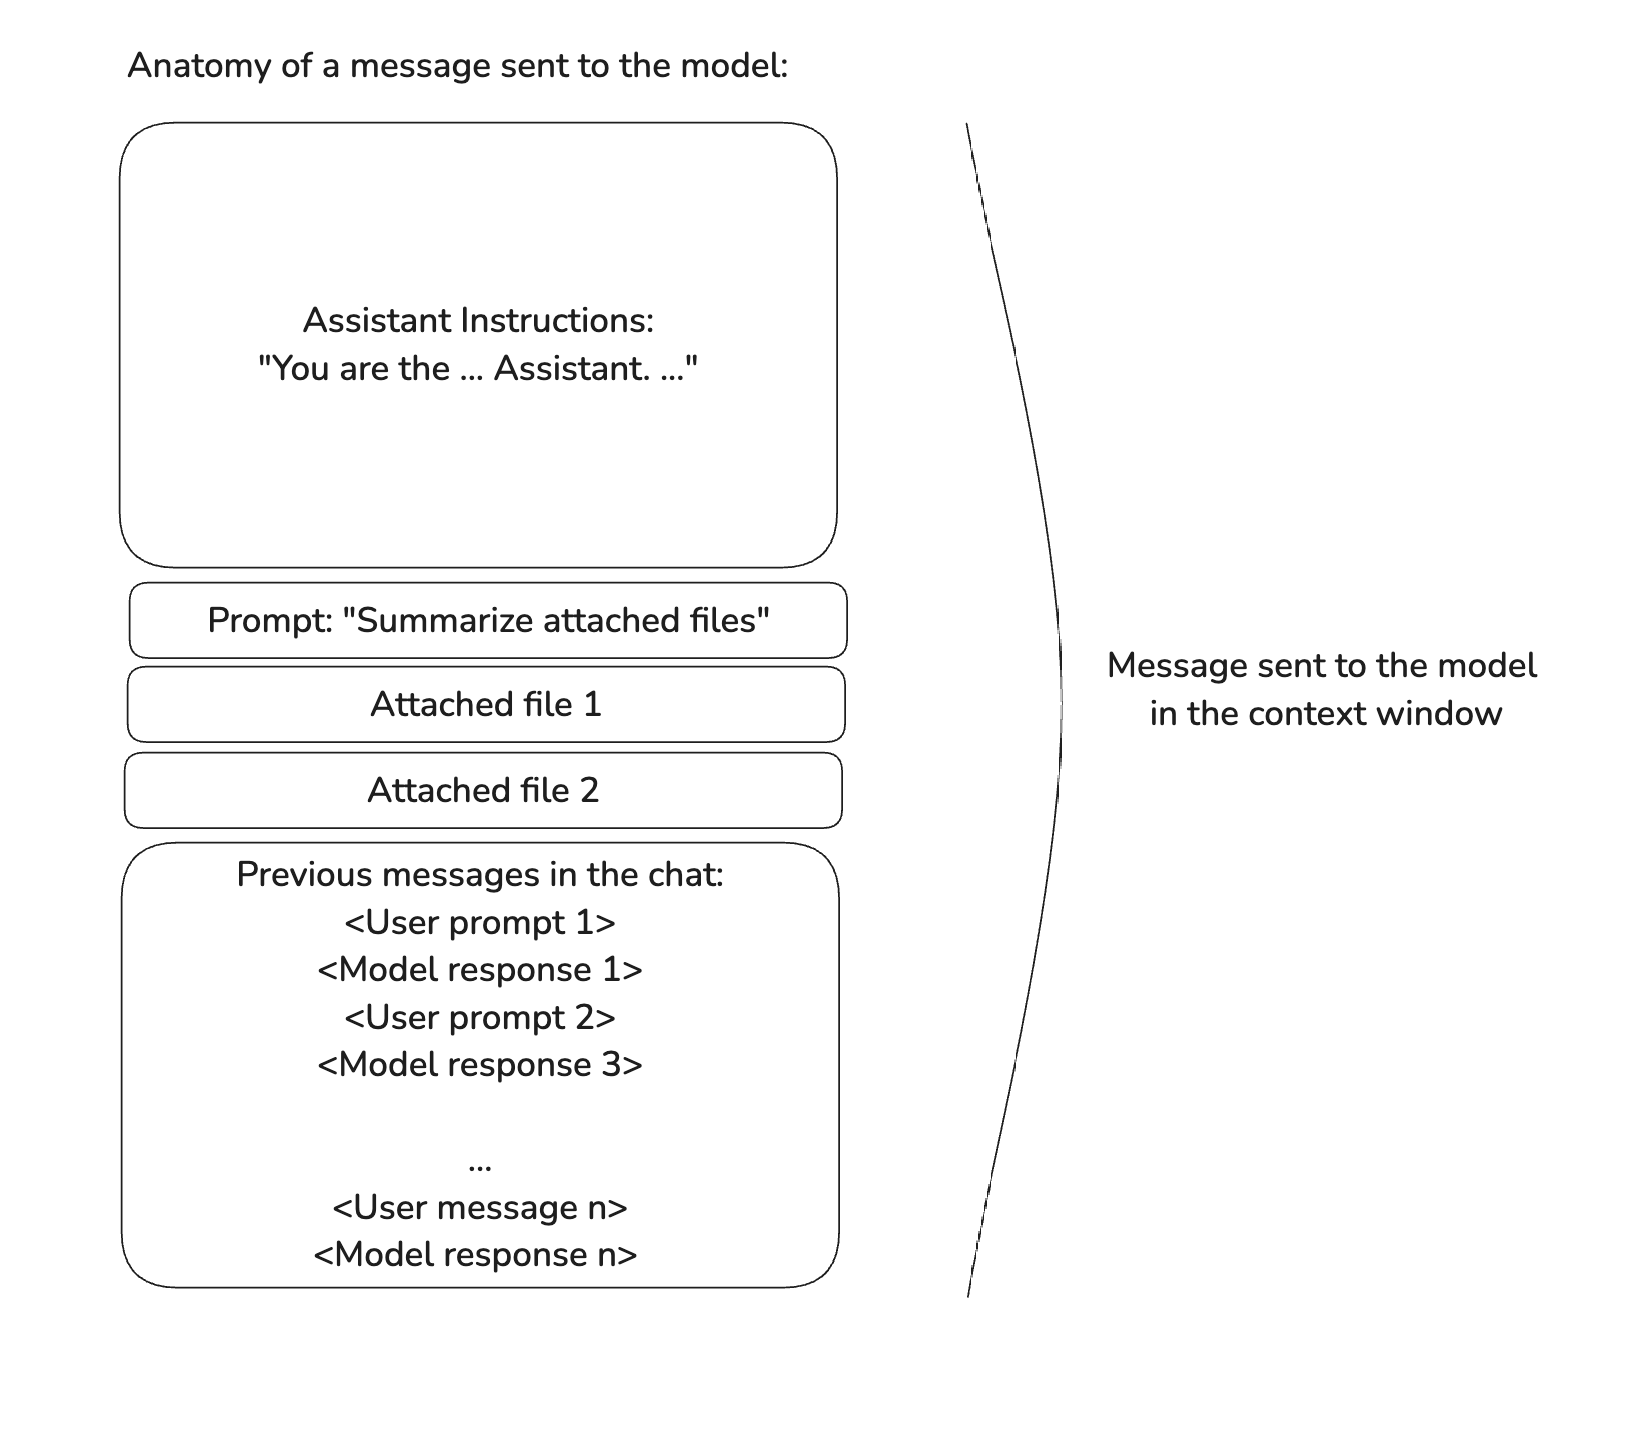 Anatomy of a message sent to the model:
Assistant Instructions:
"You are the ... Assistant. ..."
Prompt: "Summarize attached files"
Attached file 1
Attached file 2
Previous messages in the chat:
<User prompt 1>
<Model response 1>
<User prompt 2>
<Model response 3>
...
<User message n>
<Model response n>
Message sent to the model
in the context window